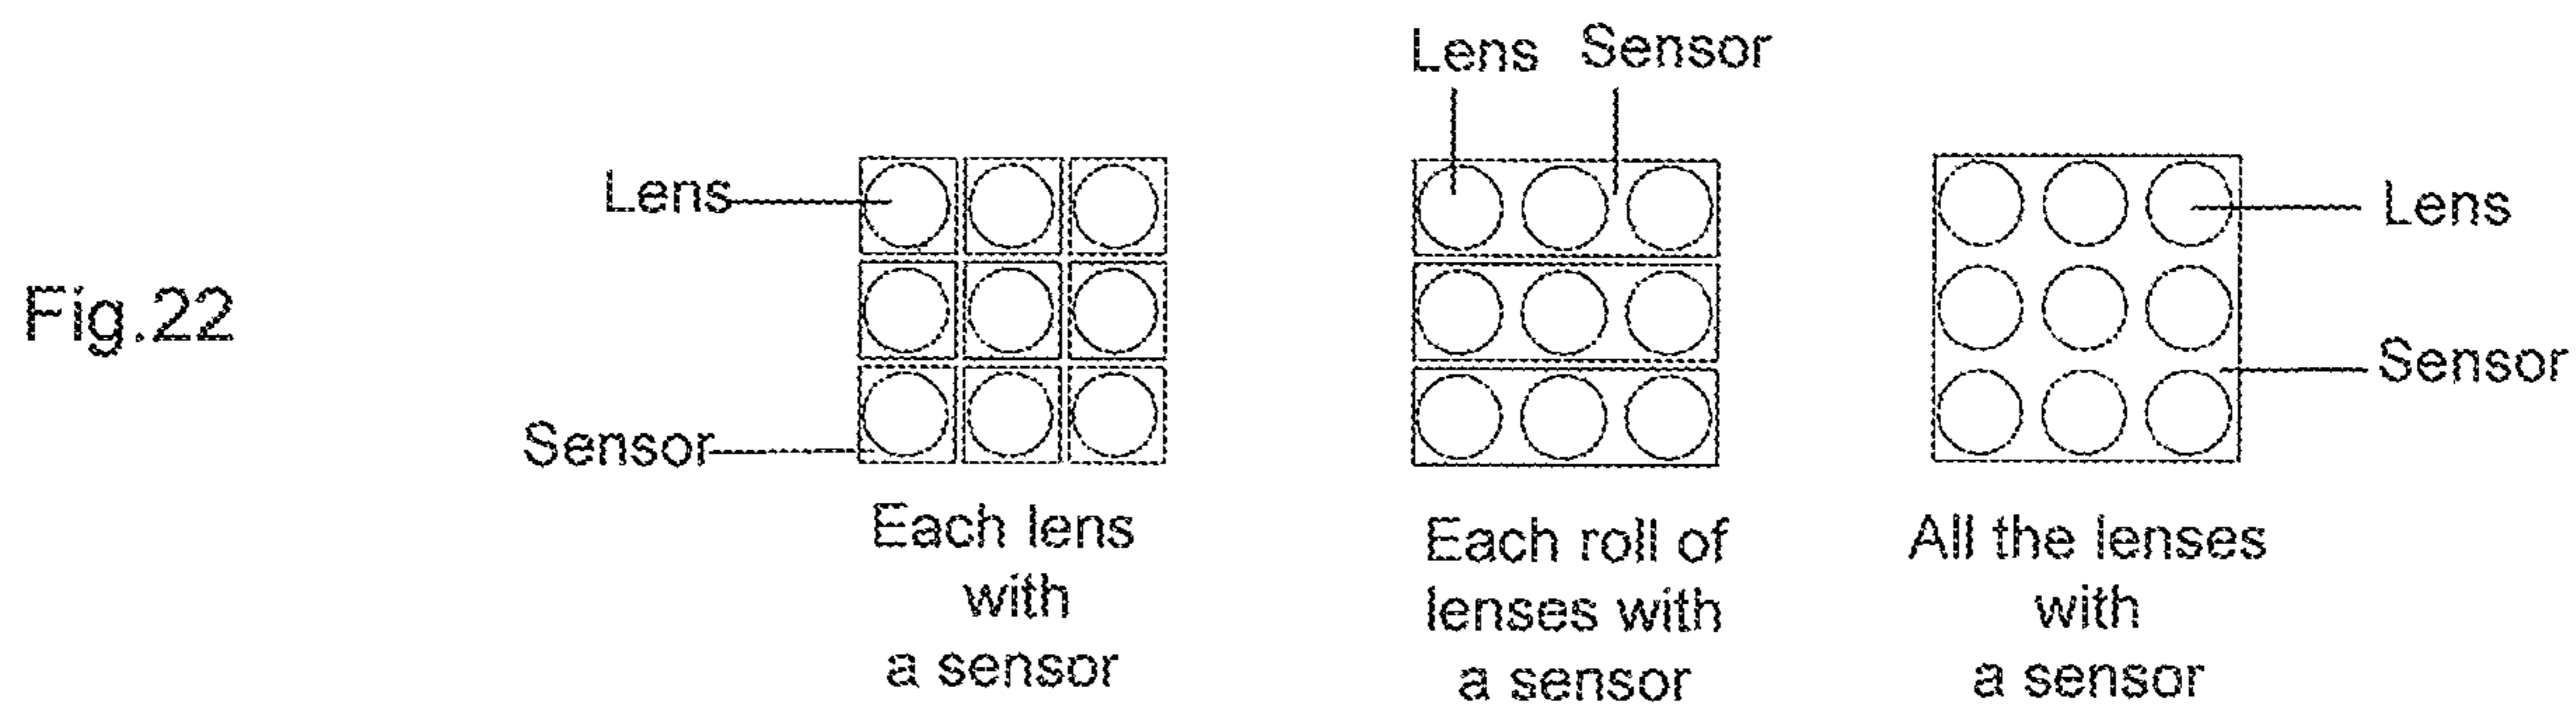 Fig.22
Lens
Sensor
Each lens
with
a sensor
Lens Sensor
Each roll of
lenses with
a sensor
Lens
Sensor
All the lenses
with
a sensor